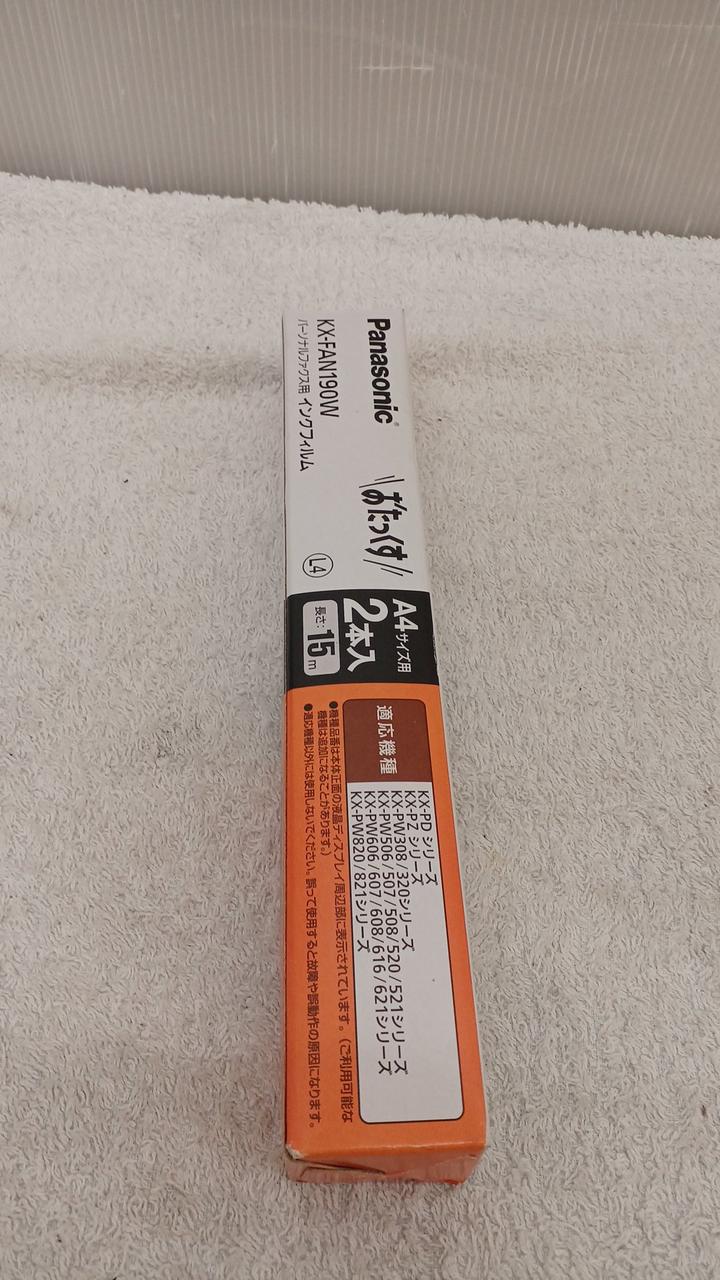 Panasonic
おたっくす
KX-FAN190W
パーソナルファクス用 インクフィルム
L4
A4サイズ用
2本入
長さ:15m
適応機種
KX-PD シリーズ
KX-PZ シリーズ
KX-PW308/320シリーズ
KX-PW506/507/508/520/521シリーズ
KX-PW606/607/608/616/621シリーズ
KX-PW820/821シリーズ
●機種品番は本体正面の液晶ディスプレイ周辺部に表示されています。(ご利用可能な
機種は追加になることがあります。)
●適応機種以外には使用しないでください。誤って使用すると故障や誤動作の原因になります。